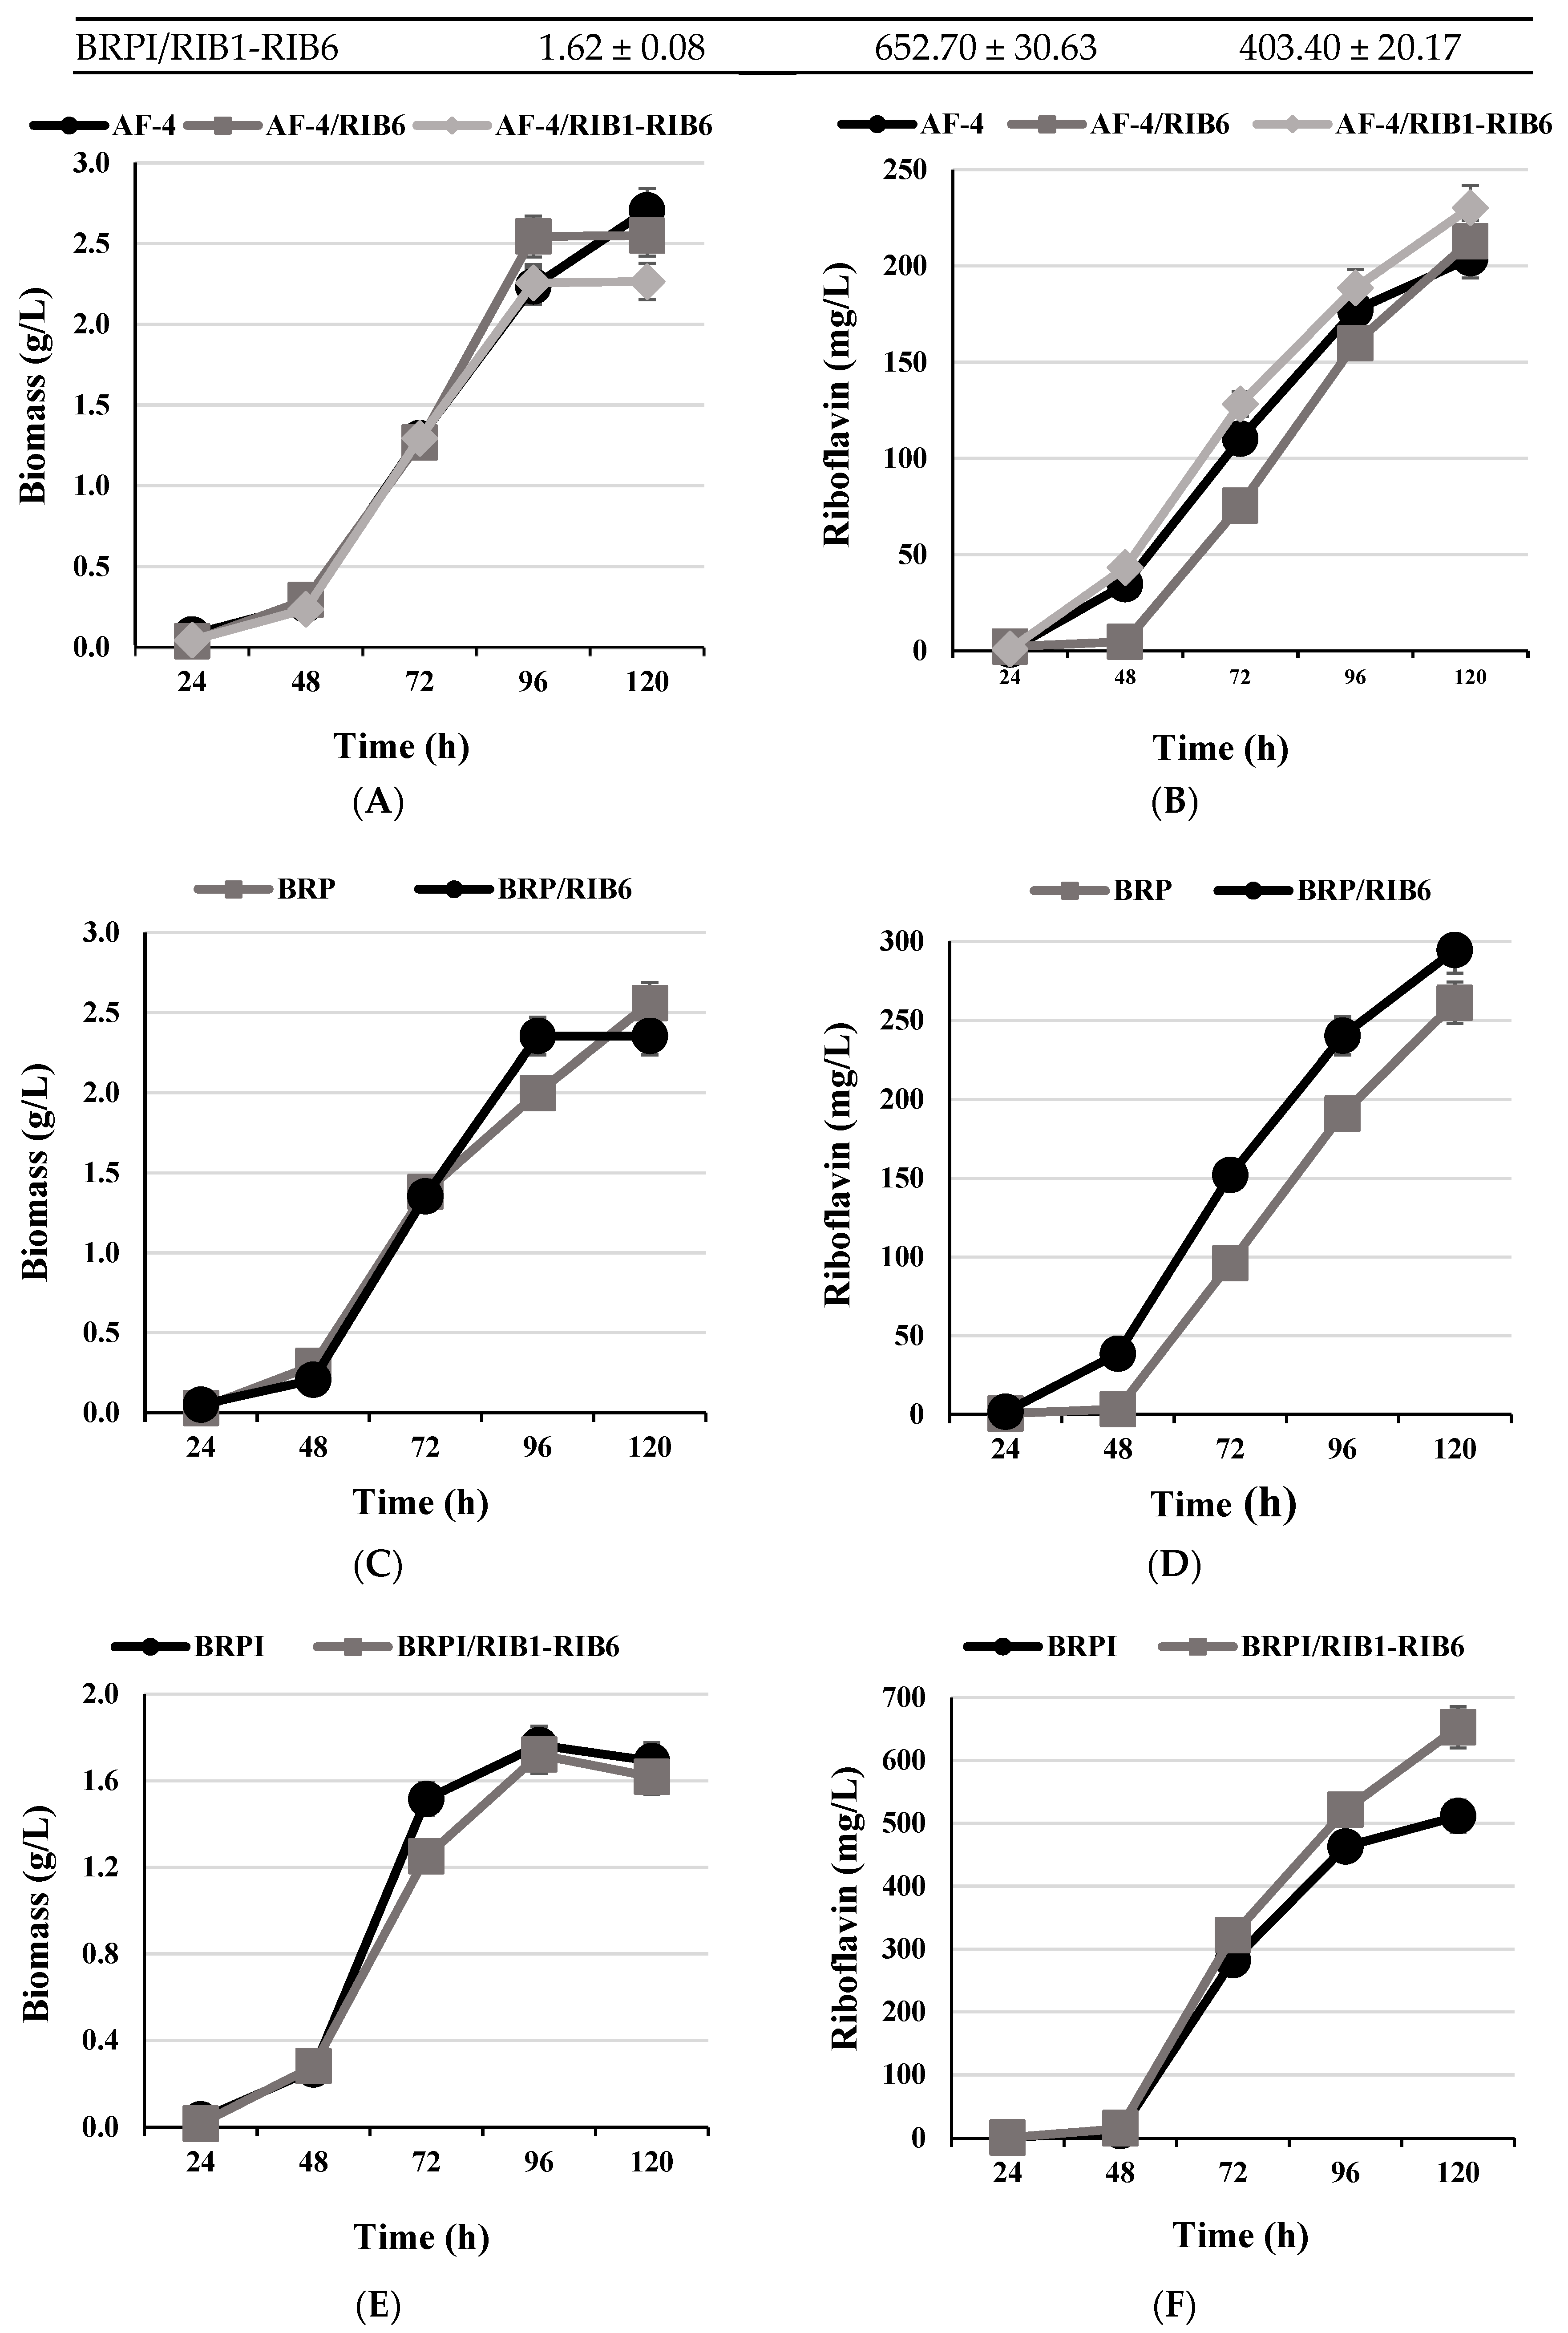 BRPI/RIB1-RIB6 1.62 ± 0.08 652.70 ± 30.63 403.40 ± 20.17
AF-4 AF-4/RIB6 AF-4/RIB1-RIB6
3.0
2.5
2.0
1.5
1.0
0.5
0.0
Biomass (g/L)
24 48 72 96 120
Time (h)
(A)
AF-4 AF-4/RIB6 AF-4/RIB1-RIB6
250
200
150
100
50
0
Riboflavin (mg/L)
24 48 72 96 120
Time (h)
(B)
BRP BRP/RIB6
3.0
2.5
2.0
1.5
1.0
0.5
0.0
Biomass (g/L)
24 48 72 96 120
Time (h)
(C)
BRP BRP/RIB6
300
250
200
150
100
50
0
Riboflavin (mg/L)
24 48 72 96 120
Time (h)
(D)
BRPI BRPI/RIB1-RIB6
2.0
1.6
1.2
0.8
0.4
0.0
Biomass (g/L)
24 48 72 96 120
Time (h)
(E)
BRPI BRPI/RIB1-RIB6
700
600
500
400
300
200
100
0
Riboflavin (mg/L)
24 48 72 96 120
Time (h)
(F)